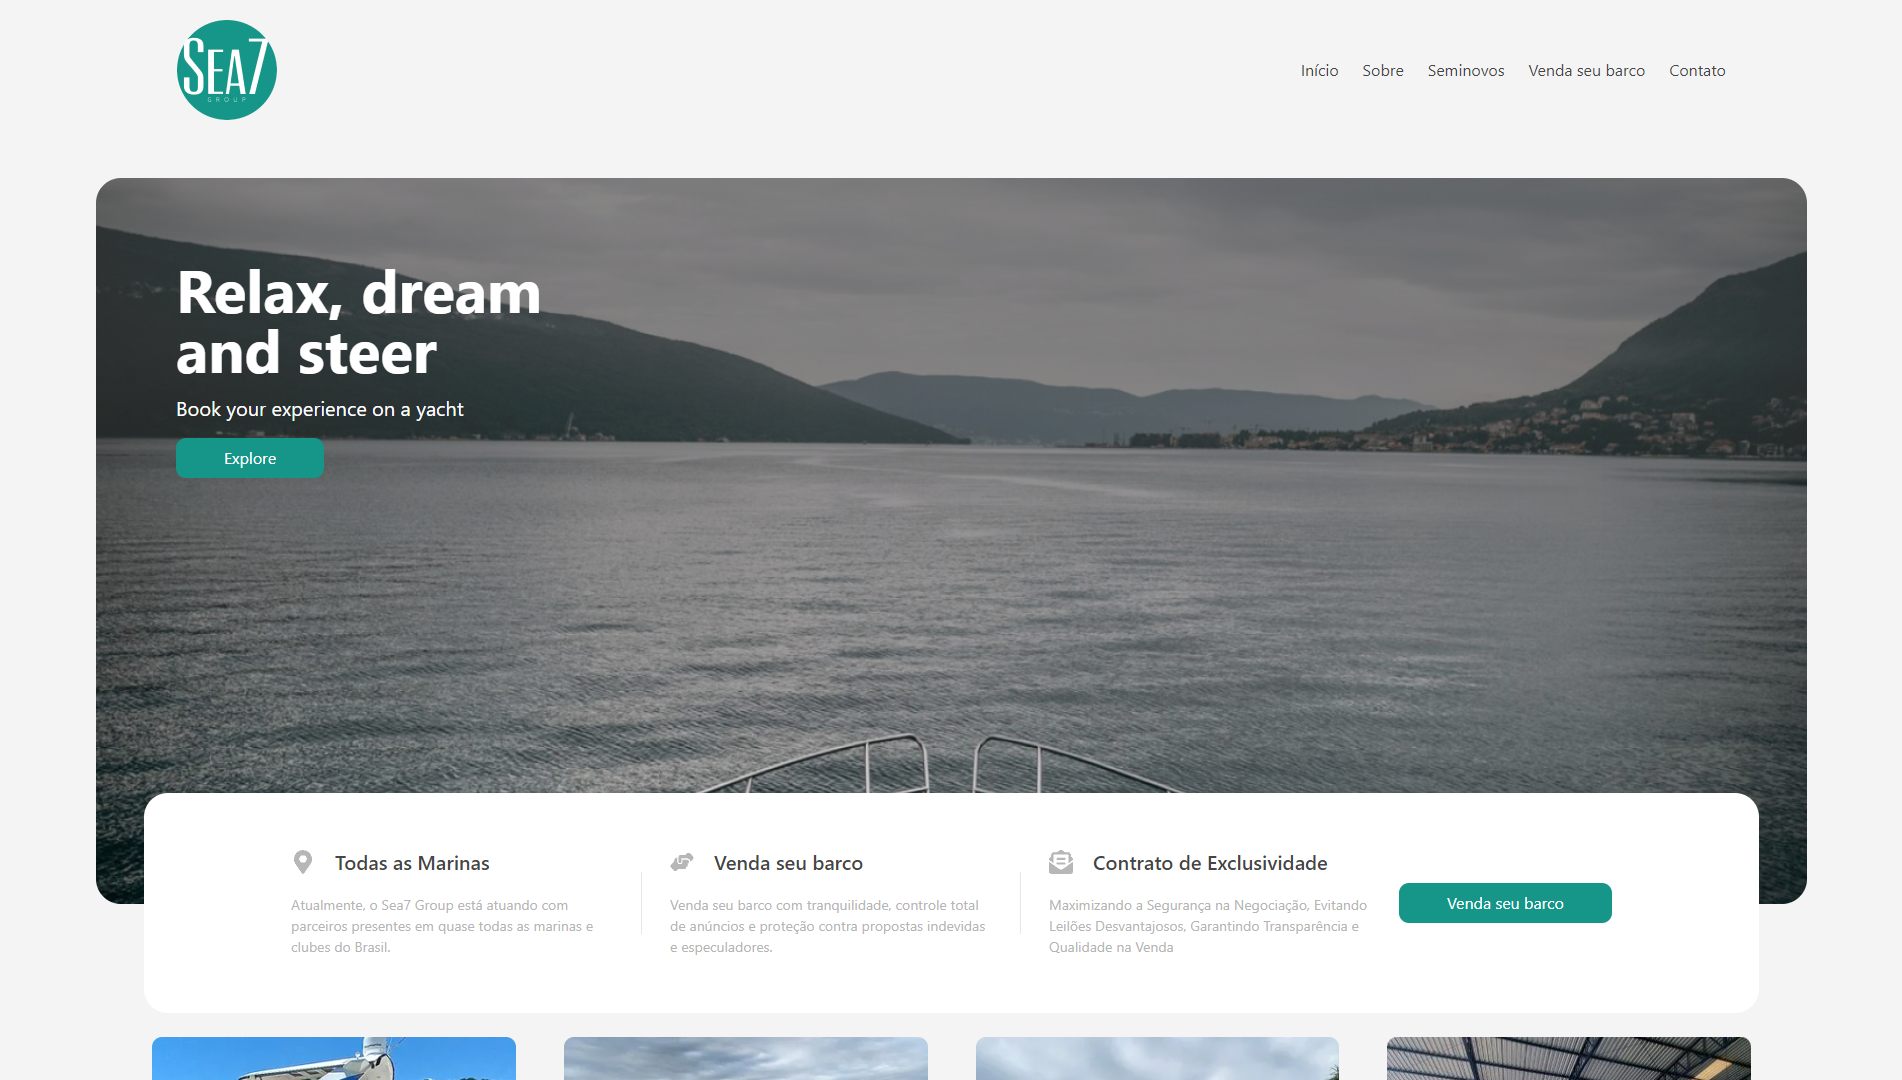 SEA7
GROUP
Início
Sobre
Seminovos
Venda seu barco
Contato
Relax, dream
and steer
Book your experience on a yacht
Explore
Todas as Marinas
Atualmente, o Sea7 Group está atuando com
parceiros presentes em quase todas as marinas e
clubes do Brasil.
Venda seu barco
Venda seu barco com tranquilidade, controle total
de anúncios e proteção contra propostas indevidas
e especuladores.
Contrato de Exclusividade
Maximizando a Segurança na Negociação, Evitando
Leilões Desvantajosos, Garantindo Transparência e
Qualidade na Venda
Venda seu barco